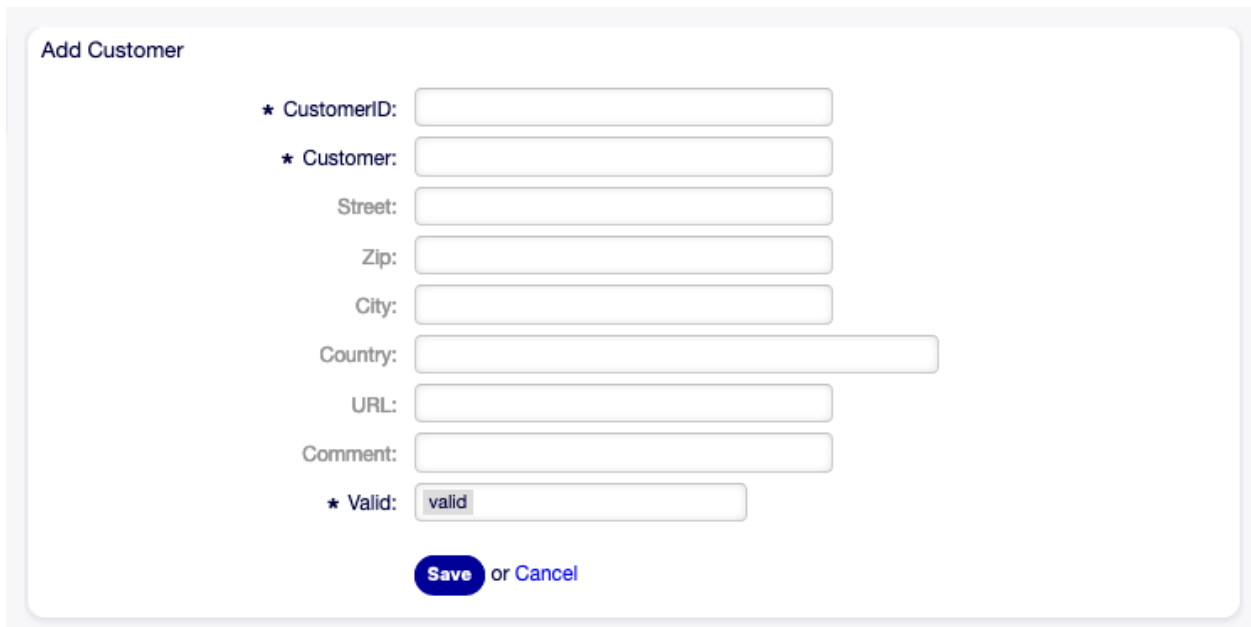 Add Customer
★ CustomerID:
★ Customer:
Street:
Zip:
City:
Country:
URL:
Comment:
★ Valid: valid
Save or Cancel